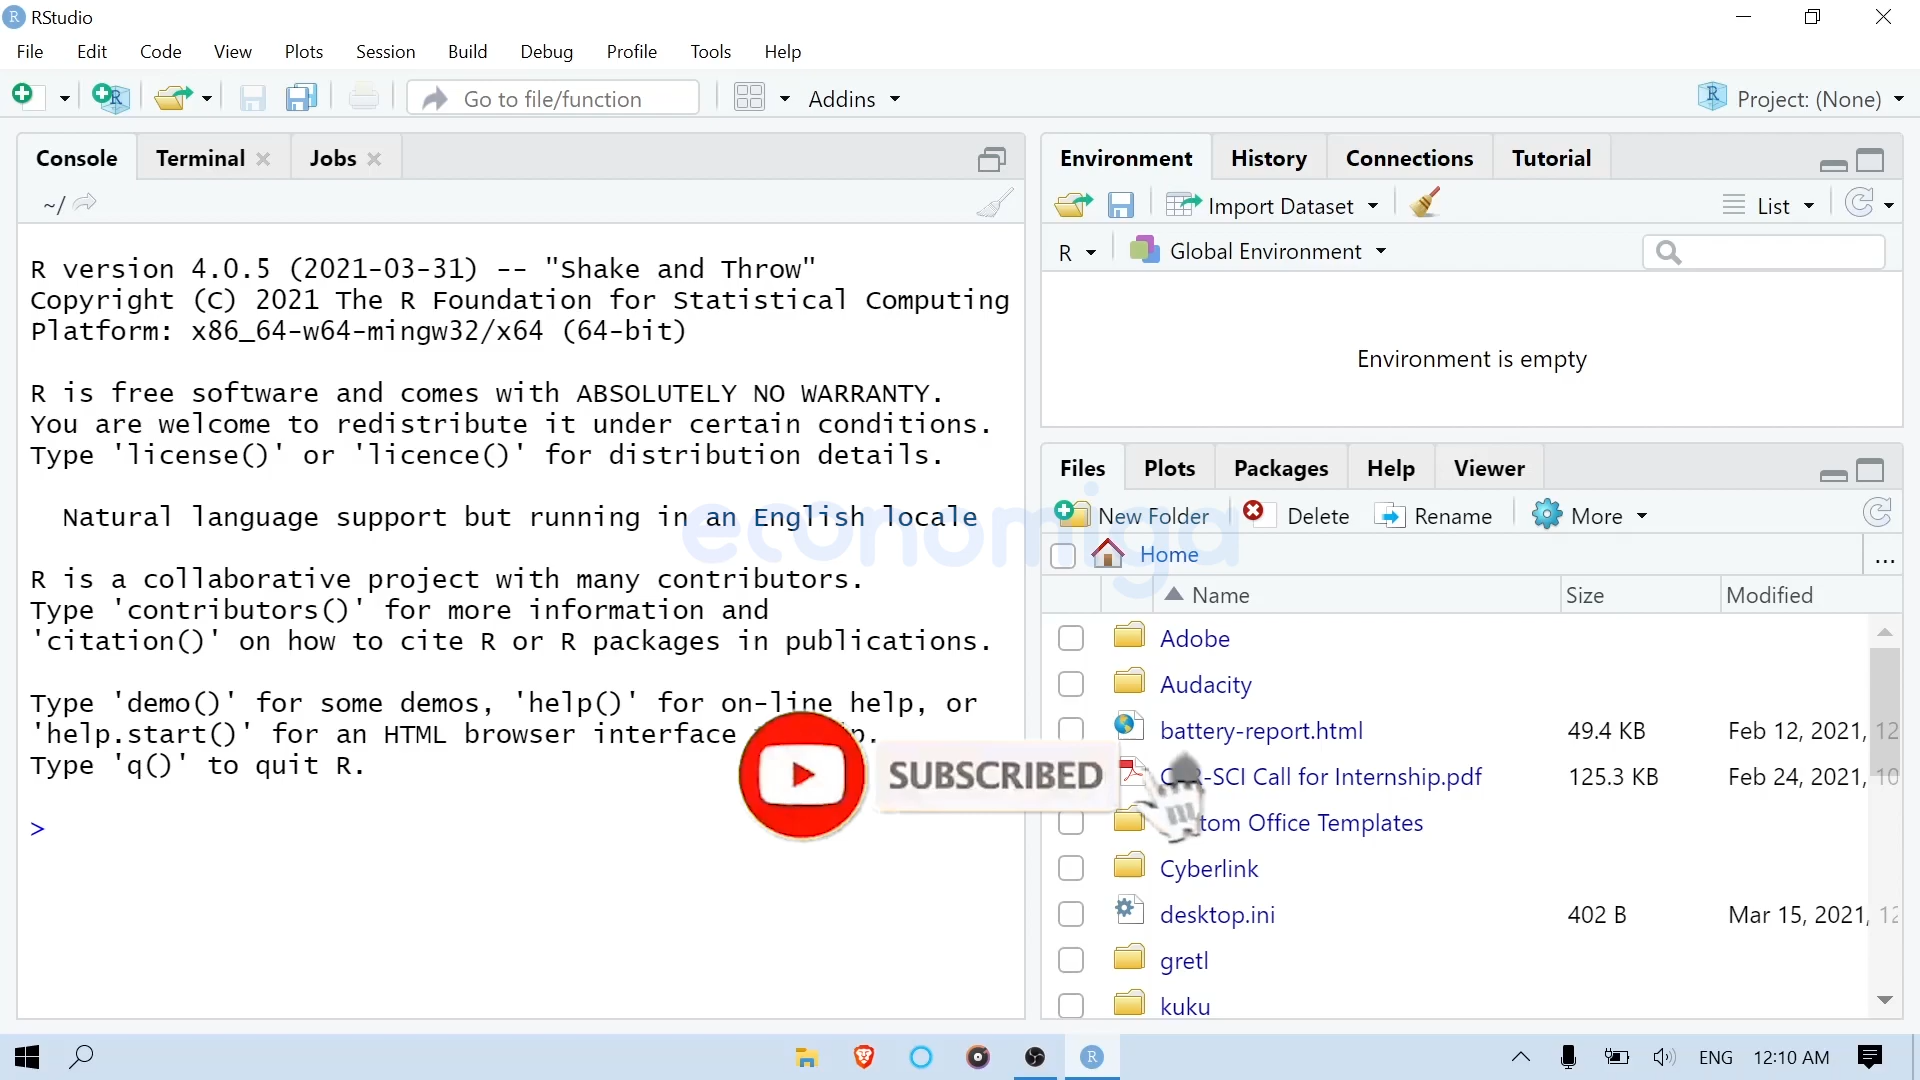 RStudio
File Edit Code View Plots Session Build Debug Profile Tools Help
Go to file/function
Addins
Project: (None)
Console Terminal Jobs
~/
R version 4.0.5 (2021-03-31) -- "Shake and Throw"
Copyright (C) 2021 The R Foundation for Statistical Computing
Platform: x86_64-w64-mingw32/x64 (64-bit)
R is free software and comes with ABSOLUTELY NO WARRANTY.
You are welcome to redistribute it under certain conditions.
Type 'license()' or 'licence()' for distribution details.
Natural language support but running in an English locale
R is a collaborative project with many contributors.
Type 'contributors()' for more information and
'citation()' on how to cite R or R packages in publications.
Type 'demo()' for some demos, 'help()' for on-line help, or
'help.start()' for an HTML browser interface
Type 'q()' to quit R.
>
Environment History Connections Tutorial
Import Dataset
List
R Global Environment
Environment is empty
Files Plots Packages Help Viewer
New Folder Delete Rename More
Home ...
Name Size Modified
Adobe
Audacity
battery-report.html 49.4 KB Feb 12, 2021, 12
-SCI Call for Internship.pdf 125.3 KB Feb 24, 2021, 10
Office Templates
Cyberlink
desktop.ini 402 B Mar 15, 2021, 12
gretl
kuku
economiga
SUBSCRIBED
ENG 12:10 AM